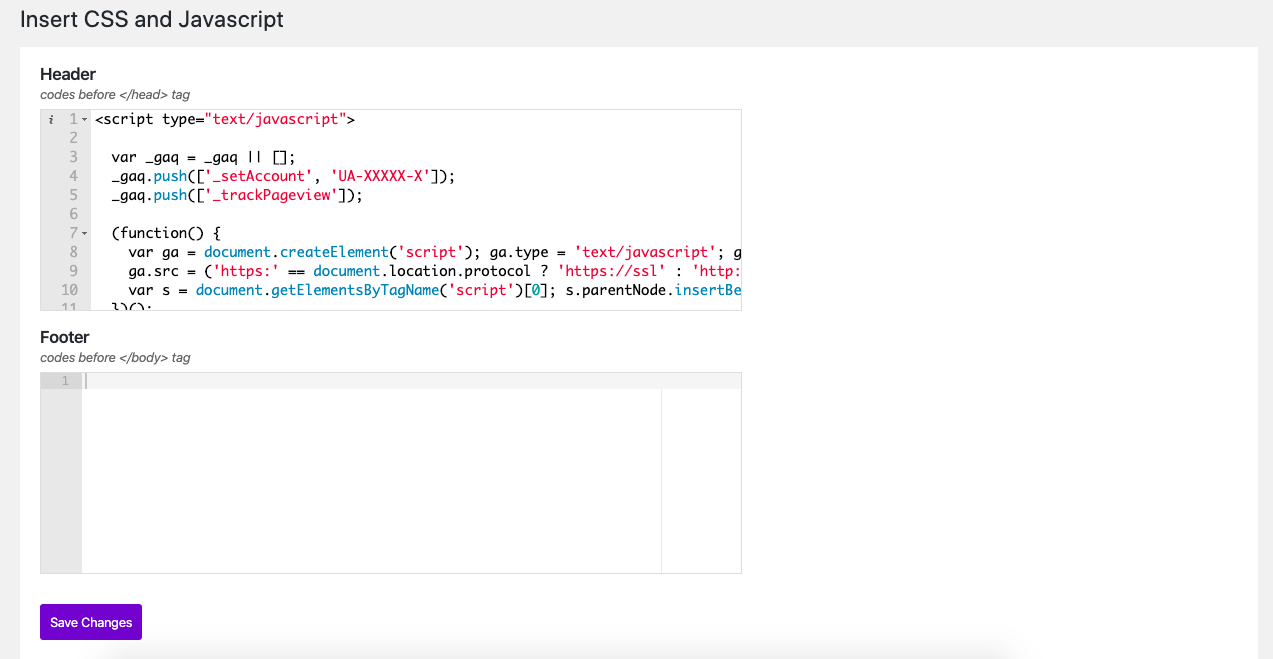 Insert CSS and Javascript
Header
codes before </head> tag
i 1 <script type="text/javascript">
2
3 var _gaq = _gaq || [];
4 _gaq.push(['_setAccount', 'UA-XXXXX-X']);
5 _gaq.push(['_trackPageview']);
6
7 (function() {
8 var ga = document.createElement('script'); ga.type = 'text/javascript'; g
9 ga.src = ('https:' == document.location.protocol ? 'https://ssl' : 'http:
10 var s = document.getElementsByTagName('script')[0]; s.parentNode.insertBe
11 })();
Footer
codes before </body> tag
1
Save Changes